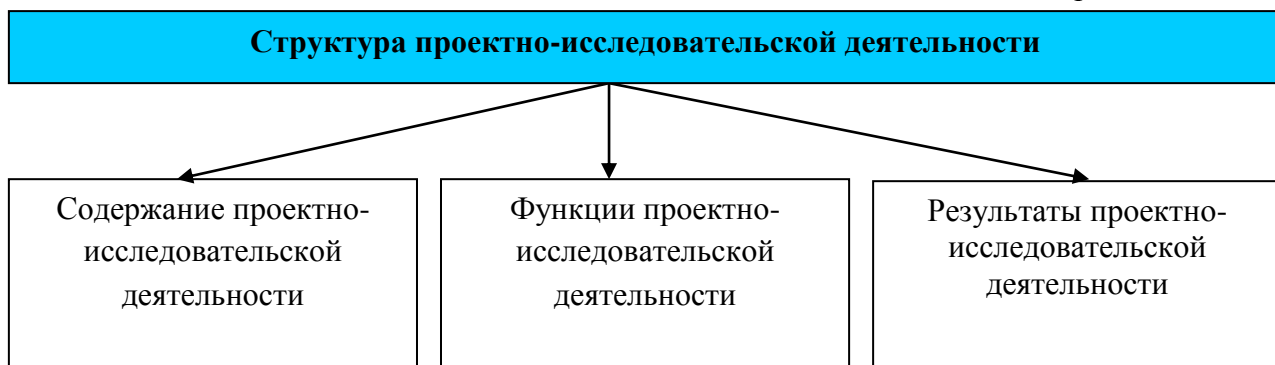 Структура проектно-исследовательской деятельности
Содержание проектно-
исследовательской
деятельности
Функции проектно-
исследовательской
деятельности
Результаты проектно-
исследовательской
деятельности